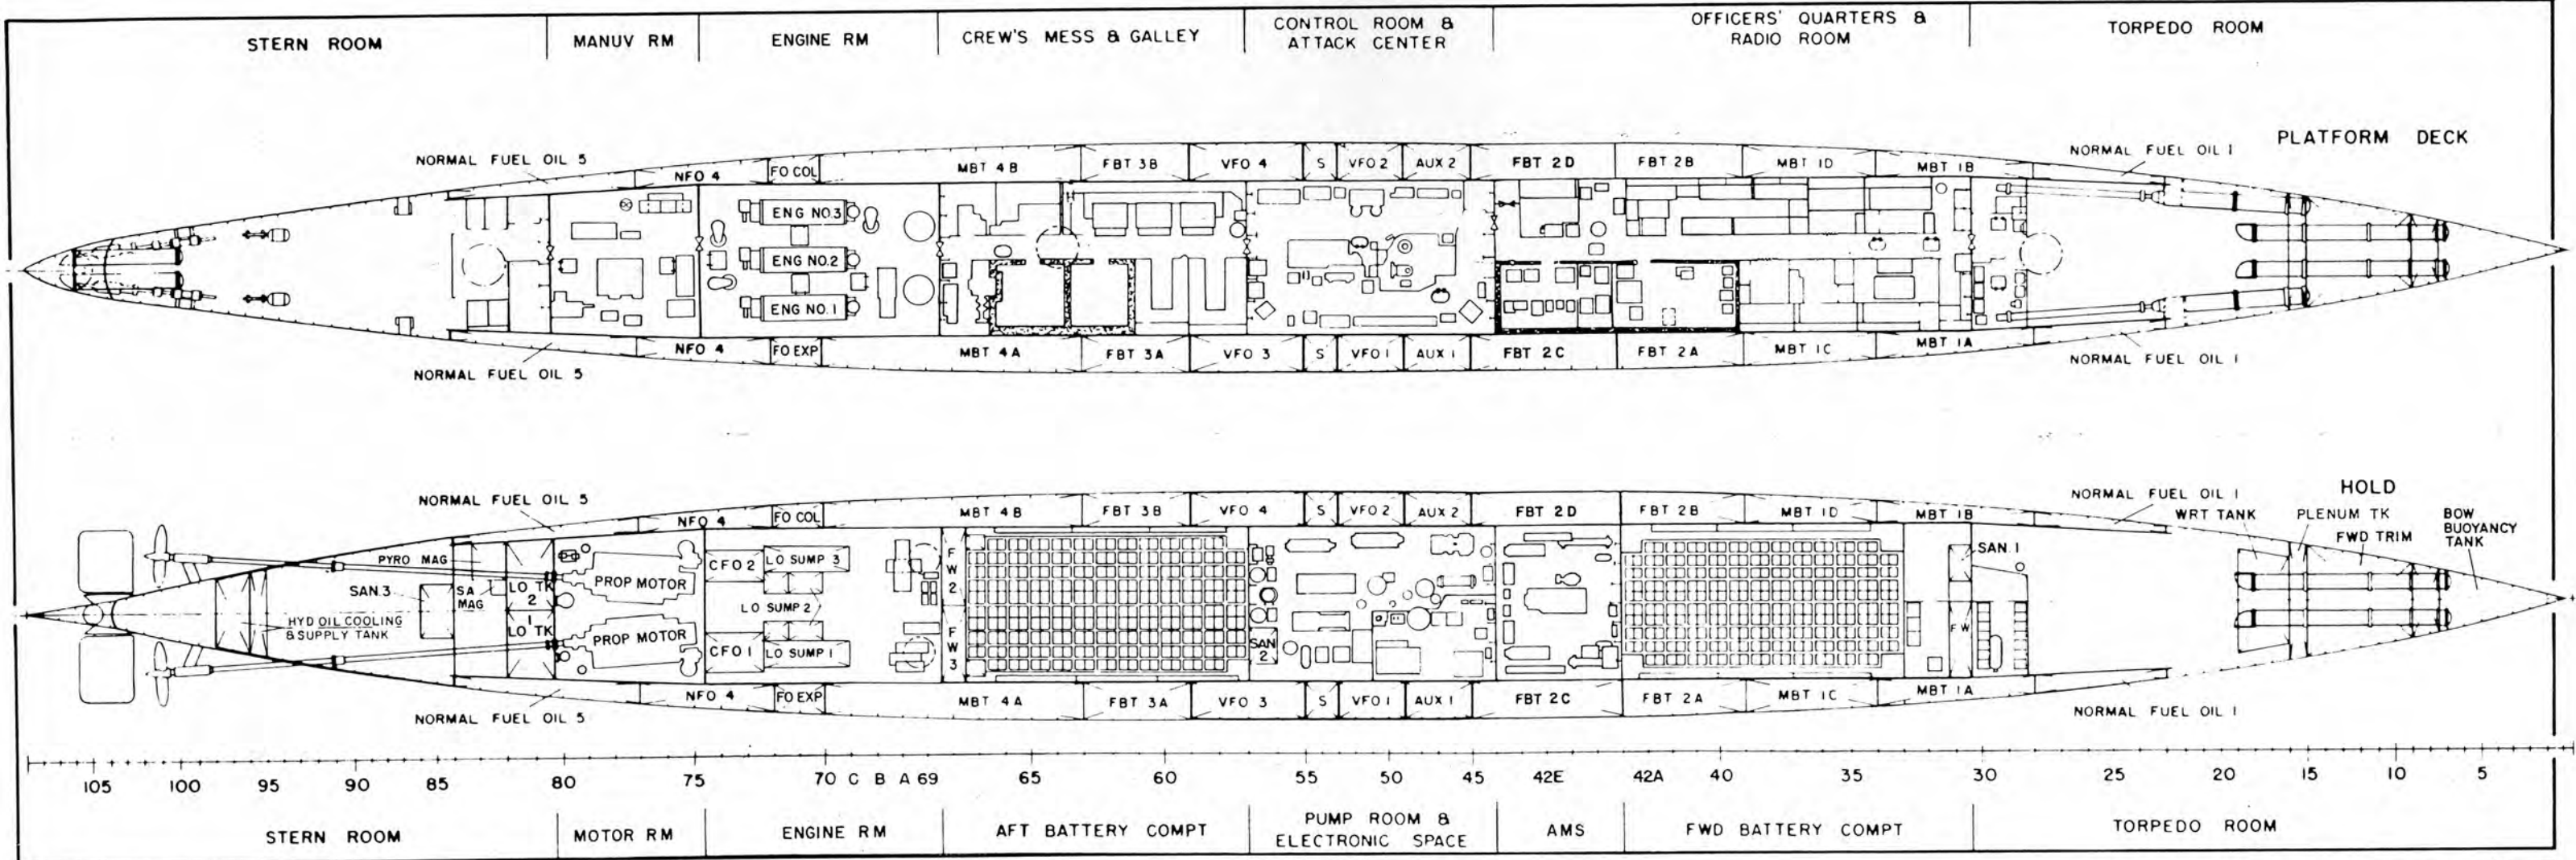 STERN ROOM
MANUV RM
ENGINE RM
CREW'S MESS & GALLEY
CONTROL ROOM &
ATTACK CENTER
OFFICERS' QUARTERS &
RADIO ROOM
TORPEDO ROOM
PLATFORM DECK
NORMAL FUEL OIL 5
NFO 4
FO COL
MBT 4B
FBT 3B
VFO 4
S
VFO 2
AUX 2
FBT 2D
FBT 2B
MBT 1D
MBT 1B
NORMAL FUEL OIL 1
ENG NO.3
ENG NO.2
ENG NO.1
NORMAL FUEL OIL 5
NFO 4
FO EXP
MBT 4A
FBT 3A
VFO 3
S
VFO 1
AUX 1
FBT 2C
FBT 2A
MBT 1C
MBT 1A
NORMAL FUEL OIL 1
HOLD
NORMAL FUEL OIL 5
NFO 4
FO COL
MBT 4B
FBT 3B
VFO 4
S
VFO 2
AUX 2
FBT 2D
FBT 2B
MBT 1D
MBT 1B
NORMAL FUEL OIL 1
WRT TANK
PLENUM TK
FWD TRIM
BOW
BUOYANCY
TANK
PYRO MAG
SAN.3
SA
MAG
LO TK
2
1
LO TK
HYD OIL COOLING
& SUPPLY TANK
PROP MOTOR
PROP MOTOR
CFO 2
LO SUMP 3
LO SUMP 2
CFO 1
LO SUMP 1
F
W
2
F
W
3
SAN
2
SAN. 1
FW
NORMAL FUEL OIL 5
NFO 4
FO EXP
MBT 4A
FBT 3A
VFO 3
S
VFO 1
AUX 1
FBT 2C
FBT 2A
MBT 1C
MBT 1A
NORMAL FUEL OIL 1
105 100 95 90 85 80 75 70 C B A 69 65 60 55 50 45 42E 42A 40 35 30 25 20 15 10 5
STERN ROOM
MOTOR RM
ENGINE RM
AFT BATTERY COMPT
PUMP ROOM &
ELECTRONIC SPACE
AMS
FWD BATTERY COMPT
TORPEDO ROOM